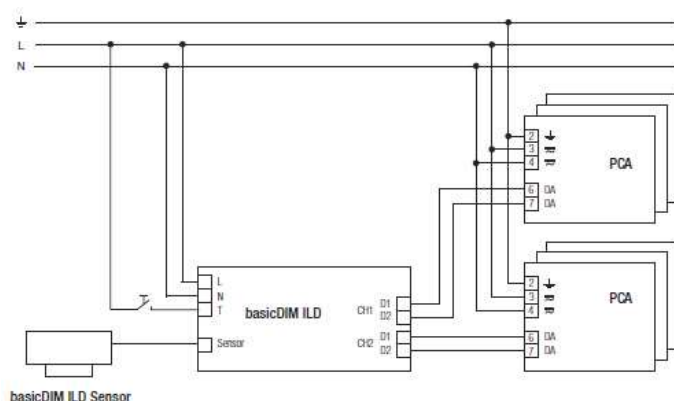 L
N
2
3
4
PCA
6 DA
7 DA
L
N
T
basicDIM ILD
CH1 D1
D2
Sensor
CH2 D1
D2
2
3
4
PCA
6 DA
7 DA
basicDIM ILD Sensor